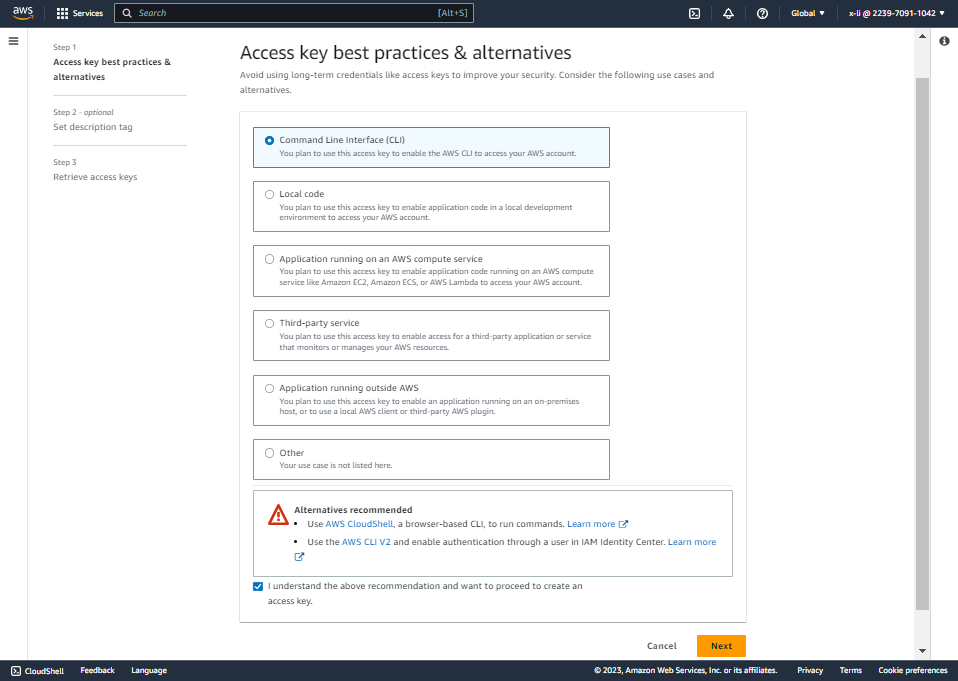 aws
Services
Search
[Alt+S]
Global
x-li @ 2239-7091-1042
Step 1
Access key best practices &
alternatives
Step 2 - optional
Set description tag
Step 3
Retrieve access keys
Access key best practices & alternatives
Avoid using long-term credentials like access keys to improve your security. Consider the following use cases and
alternatives.
Command Line Interface (CLI)
You plan to use this access key to enable the AWS CLI to access your AWS account.
Local code
You plan to use this access key to enable application code in a local development
environment to access your AWS account.
Application running on an AWS compute service
You plan to use this access key to enable application code running on an AWS compute
service like Amazon EC2, Amazon ECS, or AWS Lambda to access your AWS account.
Third-party service
You plan to use this access key to enable access for a third-party application or service
that monitors or manages your AWS resources.
Application running outside AWS
You plan to use this access key to enable an application running on an on-premises
host, or to use a local AWS client or third-party AWS plugin.
Other
Your use case is not listed here.
Alternatives recommended
• Use AWS CloudShell, a browser-based CLI, to run commands. Learn more
• Use the AWS CLI V2 and enable authentication through a user in IAM Identity Center. Learn more
I understand the above recommendation and want to proceed to create an
access key.
Cancel
Next
CloudShell
Feedback
Language
© 2023, Amazon Web Services, Inc. or its affiliates.
Privacy
Terms
Cookie preferences